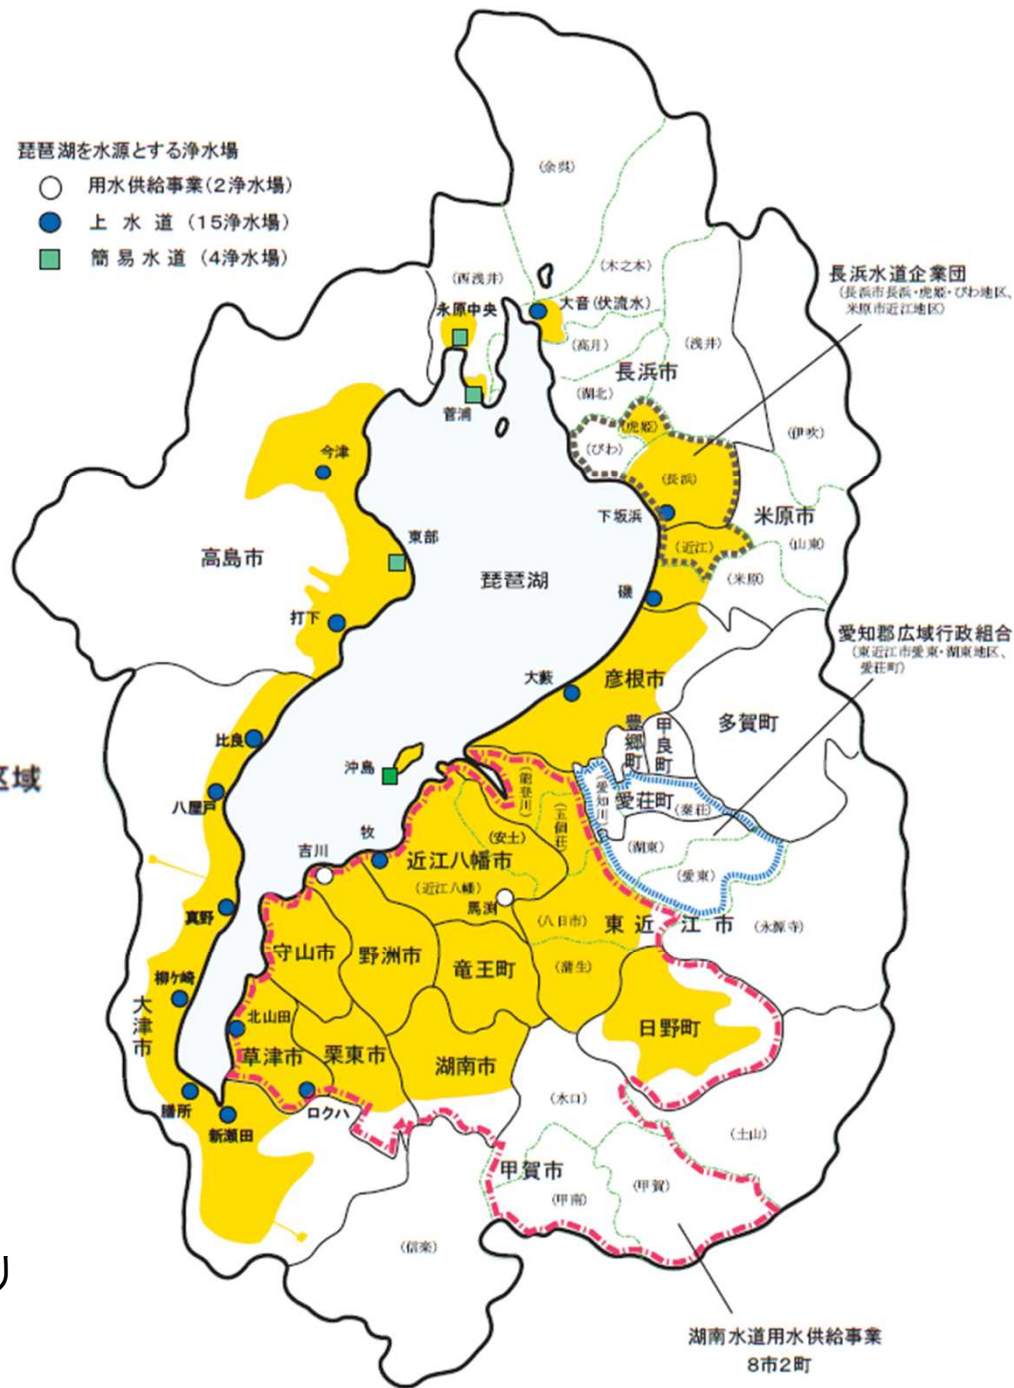 琵琶湖を水源とする浄水場
用水供給事業(2浄水場)
上水道(15浄水場)
簡易水道(4浄水場)
(余呉)
(西浅井)
(木之本)
永原中央
大音(伏流水)
(高月)
(浅井)
長浜市
(湖北)
菅浦
(虎姫)
(びわ)
(長浜)
(伊吹)
長浜水道企業団
(長浜市長浜・虎姫・びわ地区、
米原市近江地区)
今津
下坂浜
米原市
(山東)
(近江)
(米原)
東部
高島市
琵琶湖
磯
打下
愛知郡広域行政組合
(東近江市愛東・湖東地区、
愛荘町)
大藪
彦根市
多賀町
豊郷町
甲良町
比良
沖島
(能登川)
(愛知川)
愛荘町
(秦荘)
区域
八屋戸
(五個荘)
(湖東)
牧
(安土)
吉川
近江八幡市
(近江八幡)
馬渕
(愛東)
真野
(八日市)
東近江市
(永源寺)
守山市
野洲市
竜王町
(蒲生)
柳ケ崎
大津市
北山田
日野町
草津市
栗東市
湖南市
膳所
ロクハ
(水口)
新瀬田
(土山)
甲賀市
(甲南)
(甲賀)
(信楽)
り
湖南水道用水供給事業
8市2町